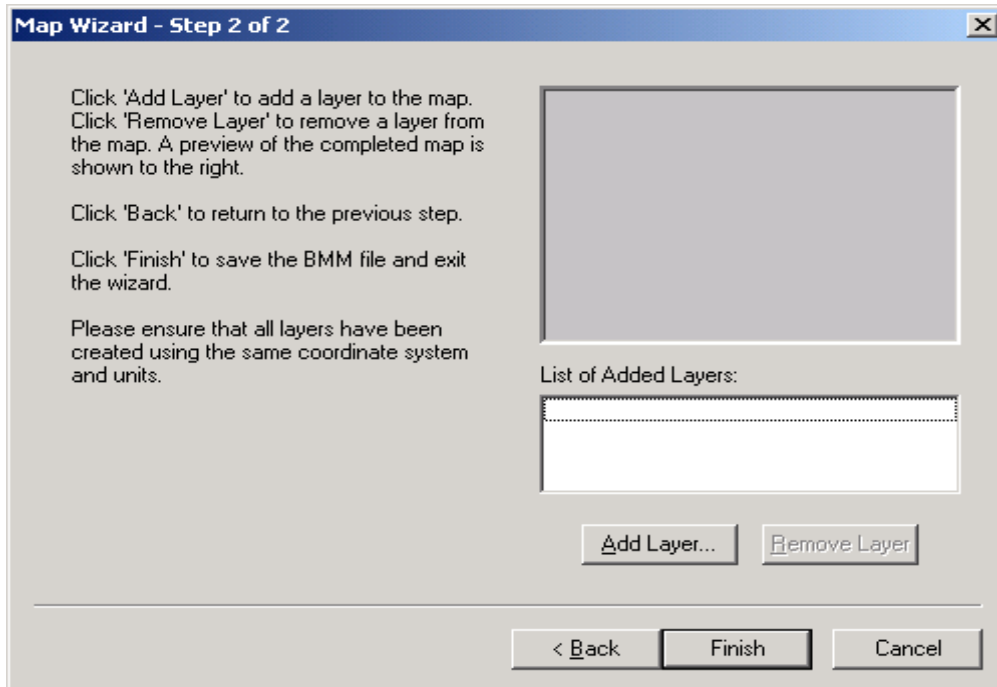 Map Wizard - Step 2 of 2
Click 'Add Layer' to add a layer to the map.
Click 'Remove Layer' to remove a layer from
the map. A preview of the completed map is
shown to the right.
Click 'Back' to return to the previous step.
Click 'Finish' to save the BMM file and exit
the wizard.
Please ensure that all layers have been
created using the same coordinate system
and units.
List of Added Layers:
Add Layer...
Remove Layer
< Back
Finish
Cancel